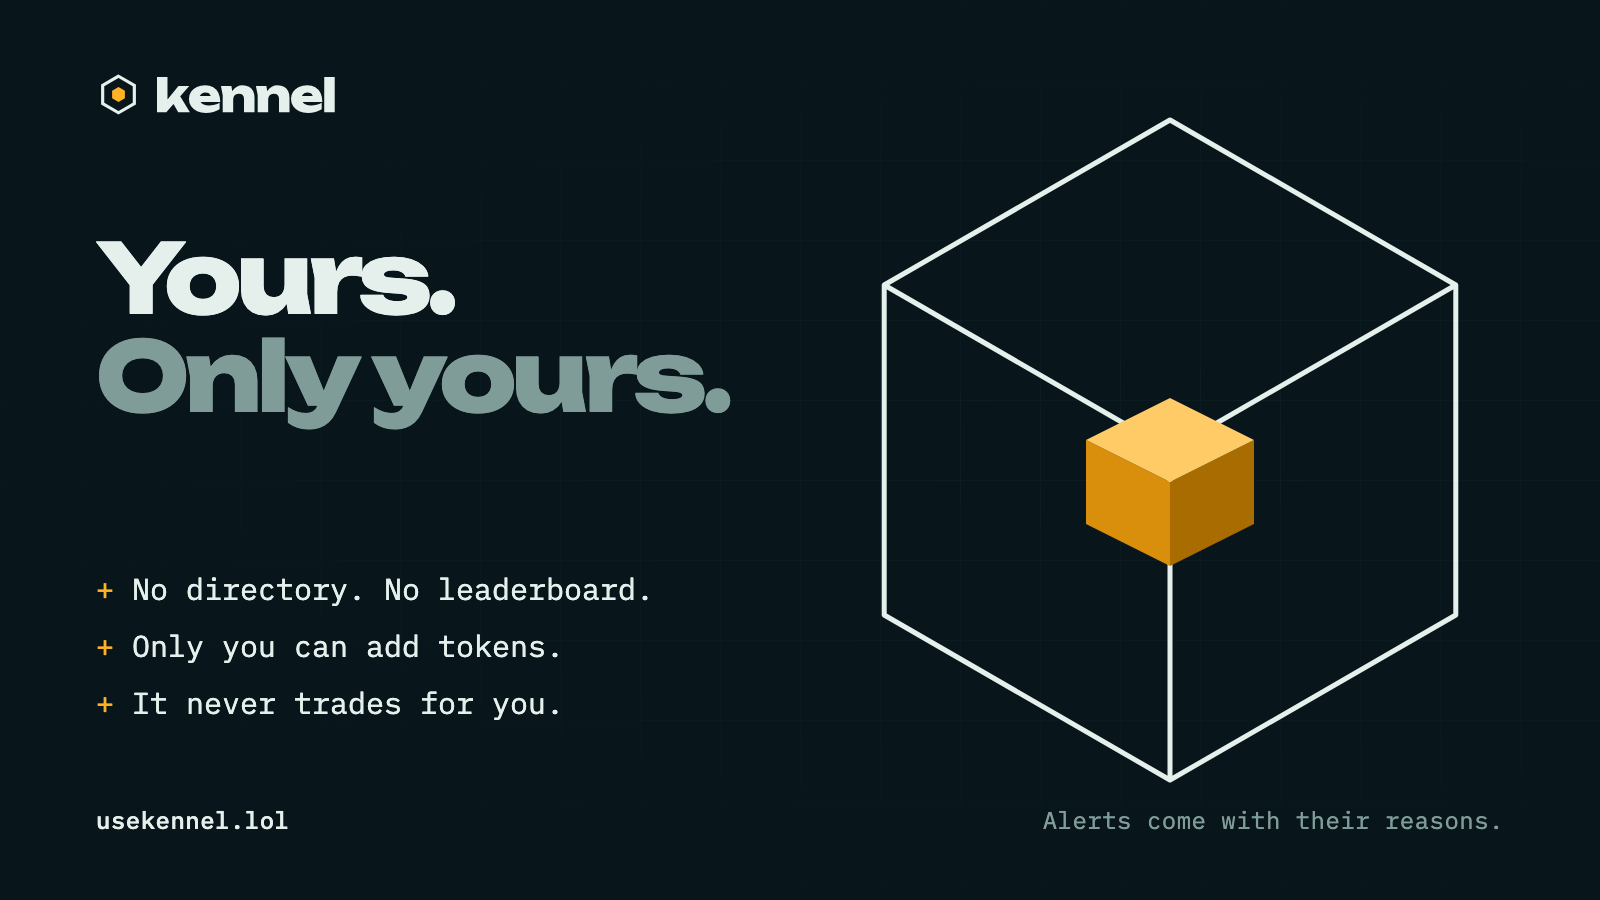 kennel
Yours.
Only yours.
+ No directory. No leaderboard.
+ Only you can add tokens.
+ It never trades for you.
usekennel.lol
Alerts come with their reasons.